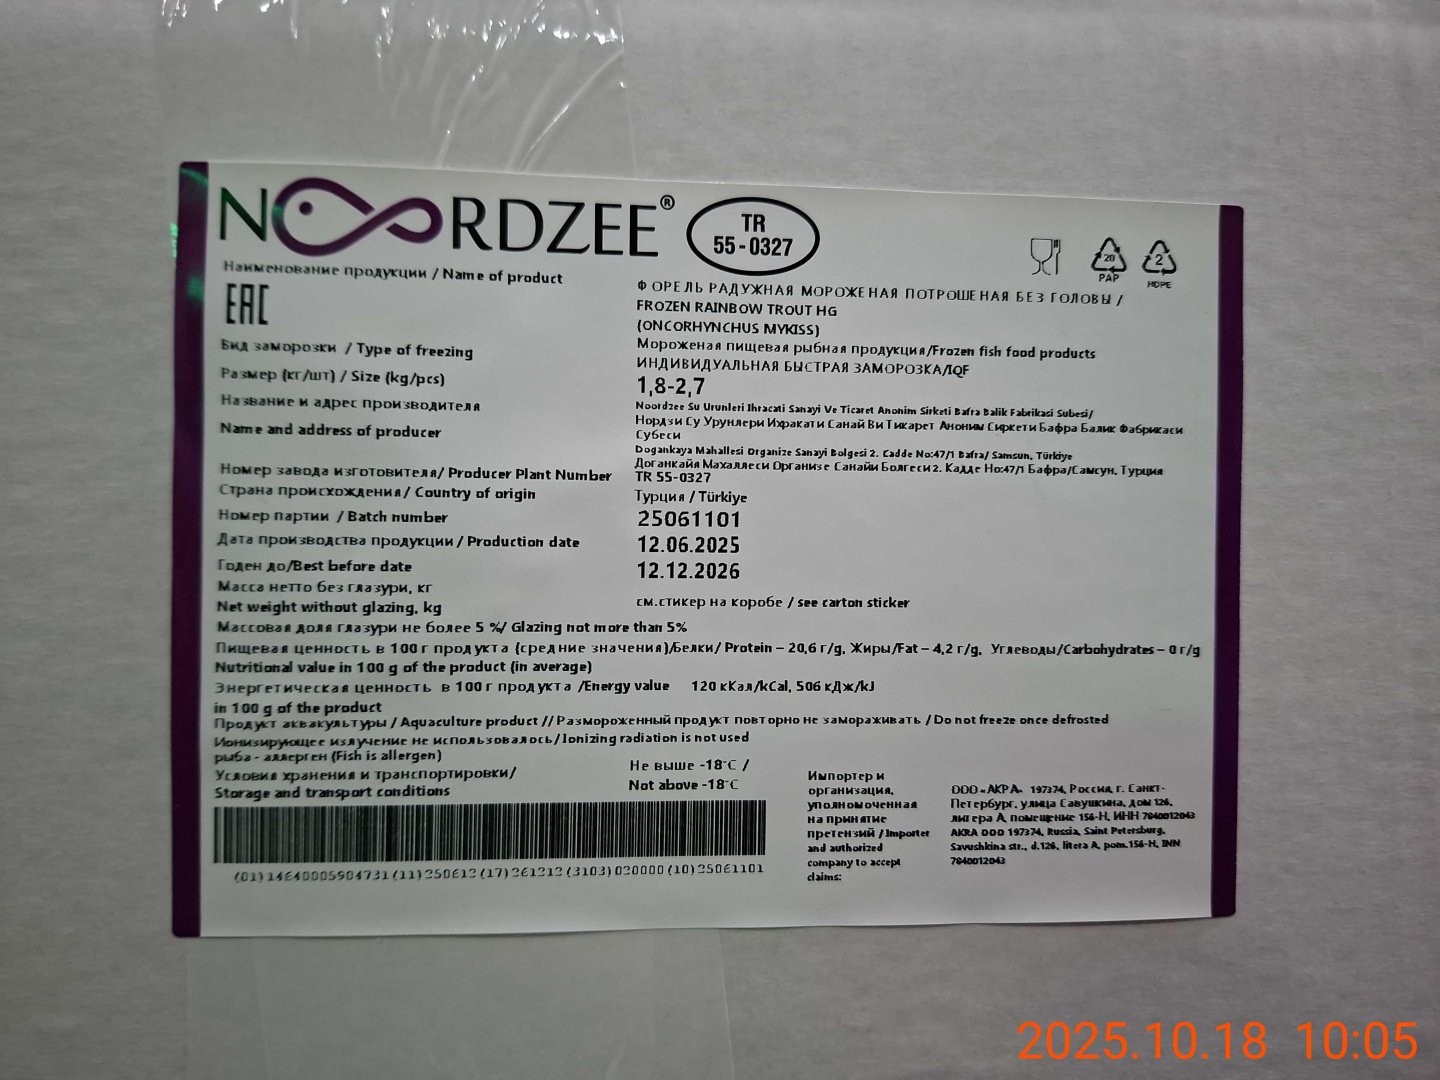 NOORDZEE®
TR
55-0327
20
PAP
2
HDPE
Наименование продукции / Name of product
EAC
ФОРЕЛЬ РАДУЖНАЯ МОРОЖЕНАЯ ПОТРОШЕНАЯ БЕЗ ГОЛОВЫ /
FROZEN RAINBOW TROUT HG
(ONCORHYNCHUS MYKISS)
Мороженая пищевая рыбная продукция/Frozen fish food products
Вид заморозки / Type of freezing
ИНДИВИДУАЛЬНАЯ БЫСТРАЯ ЗАМОРОЗКА/IQF
Размер (кг/шт) / Size (kg/pcs)
1,8-2,7
Название и адрес производителя
Name and address of producer
Noordzee Su Urunleri Ihracati Sanayi Ve Ticaret Anonim Sirketi Bafra Balik Fabrikasi Subesi/
Нордзи Су Урунлери Ихракати Санай Ви Тикарет Аноним Сиркети Бафра Балик Фабрикаси
Субеси
Dogankaya Mahallesi Organize Sanayi Bolgesi 2. Cadde No:47/1 Bafra/ Samsun, Türkiye
Доганкайа Махаллеси Органисе Санайи Болгеси 2. Кадде Но:47/1 Бафра/Самсун, Турция
Номер завода изготовителя/ Producer Plant Number
TR 55-0327
Страна происхождения/ Country of origin
Турция / Türkiye
Номер партии / Batch number
25061101
Дата производства продукции / Production date
12.06.2025
Годен до/Best before date
12.12.2026
Масса нетто без глазури, кг
Net weight without glazing, kg
см.стикер на коробе / see carton sticker
Массовая доля глазури не более 5 %/ Glazing not more than 5%
Пищевая ценность в 100 г продукта (средние значения)/Белки/ Protein – 20,6 г/g, Жиры/Fat – 4,2 г/g, Углеводы/Carbohydrates – 0 г/g
Nutritional value in 100 g of the product (in average)
Энергетическая ценность в 100 г продукта /Energy value 120 кКал/kCal, 506 кДж/kJ
in 100 g of the product
Продукт аквакультуры / Aquaculture product // Размороженный продукт повторно не замораживать / Do not freeze once defrosted
Ионизирующее излучение не использовалось/ Ionizing radiation is not used
рыба - аллерген (Fish is allergen)
Условия хранения и транспортировки/
Storage and transport conditions
Не выше -18°C /
Not above -18°C
(01)14640005904731(11)250612(17)261212(3103)020000(10)25061101
Импортер и
организация,
уполномоченная
на принятие
претензий / Importer
and authorized
company to accept
claims:
ООО «АКРА» 197374, Россия, г. Санкт-
Петербург, улица Савушкина, дом 126,
литера А, помещение 156-Н, ИНН 7840012043
AKRA OOO 197374, Russia, Saint Petersburg,
Savushkina str., d.126, litera A, pom.156-H, INN
7840012043
2025.10.18 10:05